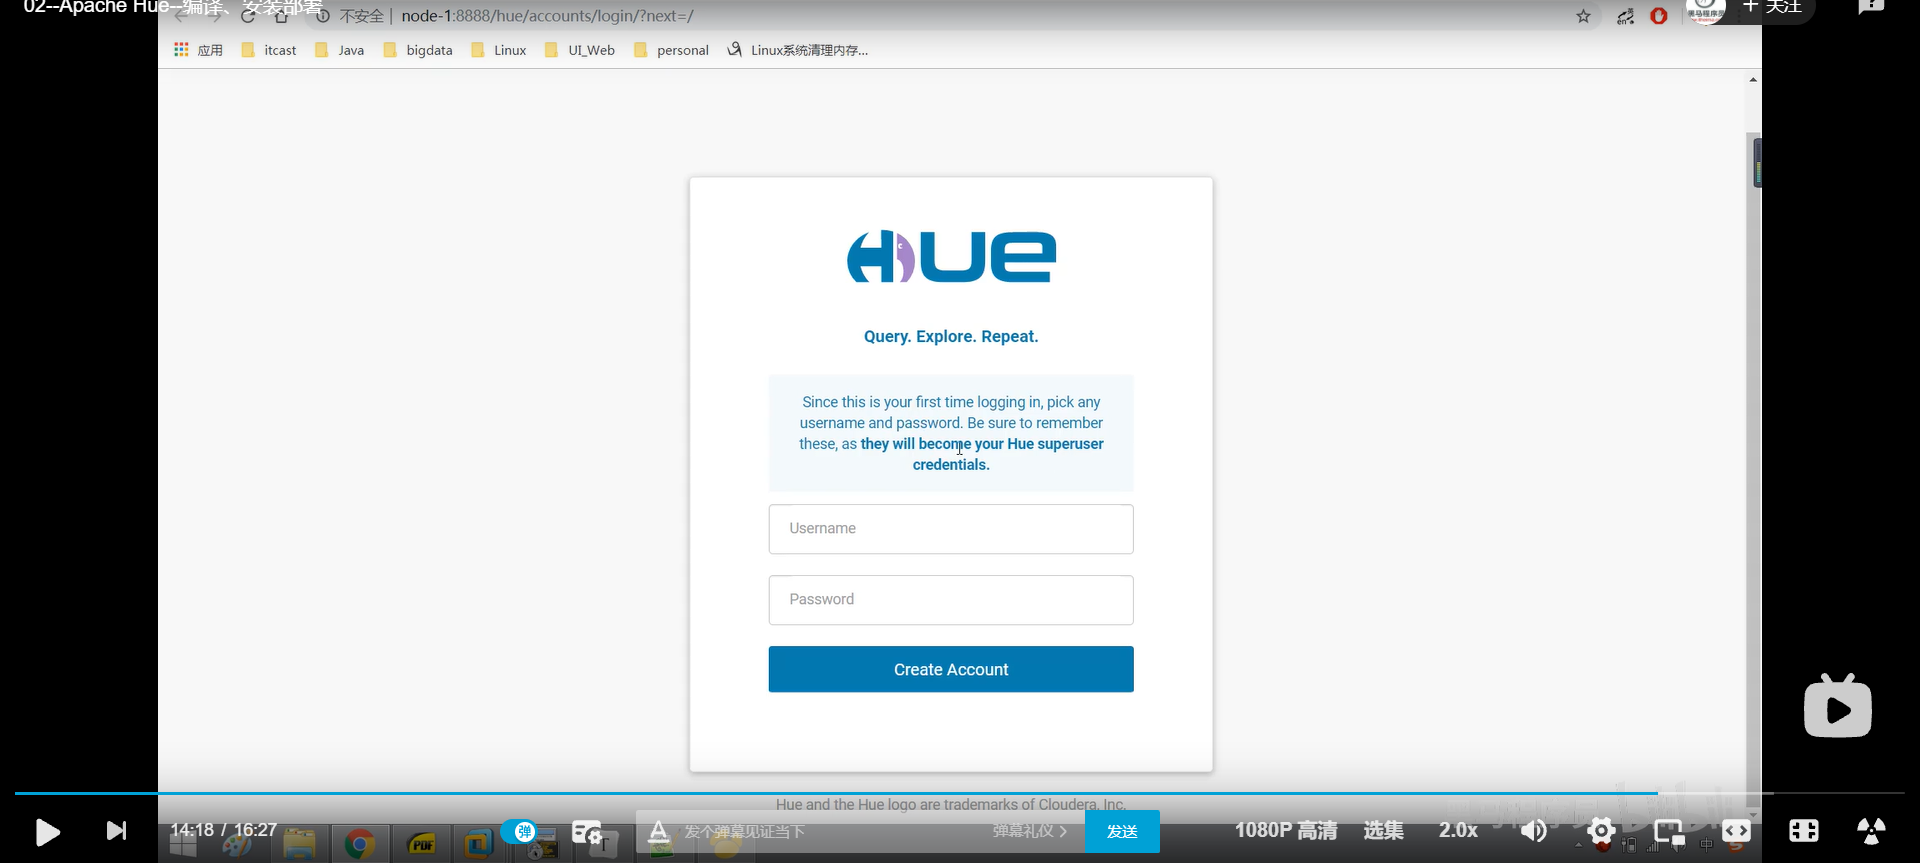 02--Apache Hue--编译、安装部署
不安全 | node-1:8888/hue/accounts/login/?next=/
关注
应用 itcast Java bigdata Linux UI_Web personal Linux系统清理内存...
HUE
Query. Explore. Repeat.
Since this is your first time logging in, pick any
username and password. Be sure to remember
these, as they will become your Hue superuser
credentials.
Username
Password
Create Account
Hue and the Hue logo are trademarks of Cloudera, Inc.
14:18 / 16:27
弹
发个弹幕见证当下
弹幕礼仪
发送
1080P 高清
选集
2.0x
PDF
中